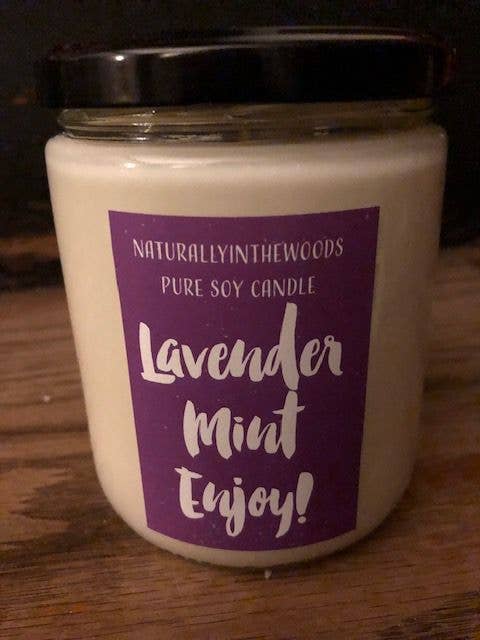 NATURALLYINTHEWOODS
PURE SOY CANDLE
Lavender
Mint
Enjoy!